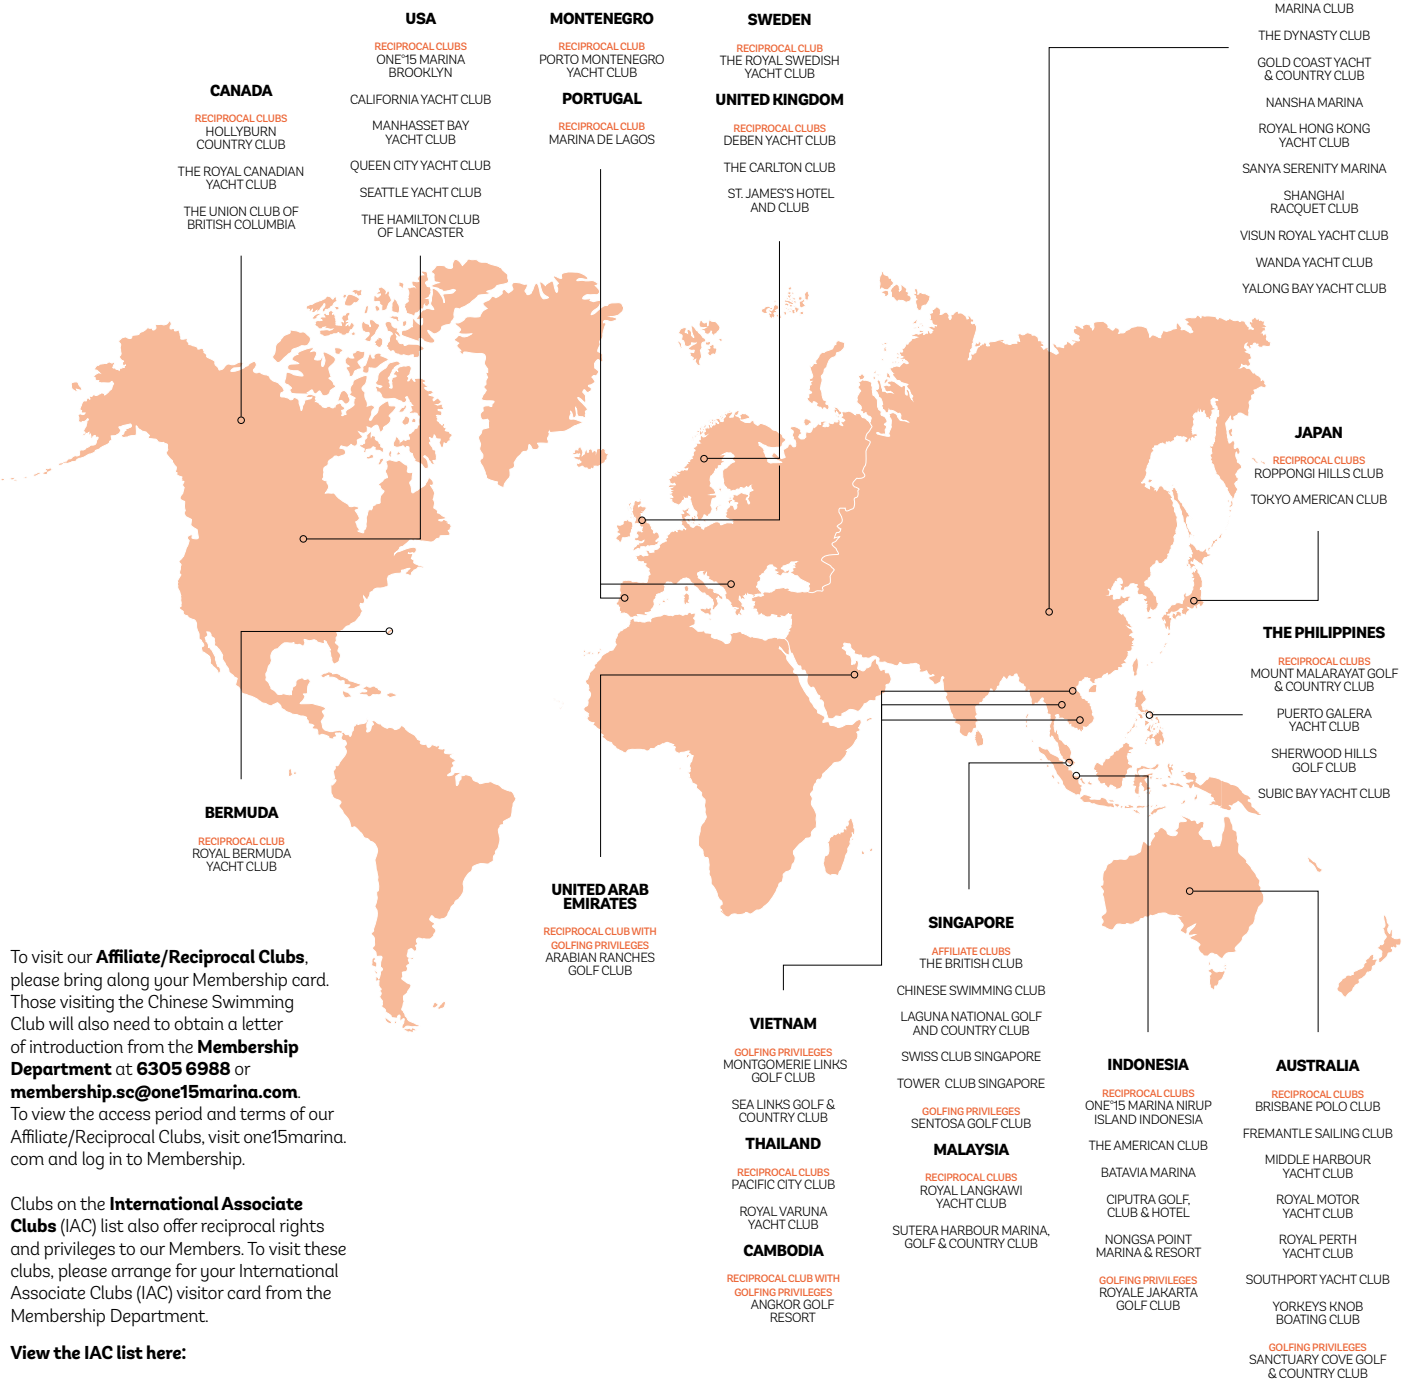 USA
RECIPROCAL CLUBS
ONE°15 MARINA
BROOKLYN
CALIFORNIA YACHT CLUB
MANHASSET BAY
YACHT CLUB
QUEEN CITY YACHT CLUB
SEATTLE YACHT CLUB
THE HAMILTON CLUB
OF LANCASTER
MONTENEGRO
RECIPROCAL CLUB
PORTO MONTENEGRO
YACHT CLUB
PORTUGAL
RECIPROCAL CLUB
MARINA DE LAGOS
SWEDEN
RECIPROCAL CLUB
THE ROYAL SWEDISH
YACHT CLUB
UNITED KINGDOM
RECIPROCAL CLUBS
DEBEN YACHT CLUB
THE CARLTON CLUB
ST. JAMES'S HOTEL
AND CLUB
MARINA CLUB
THE DYNASTY CLUB
GOLD COAST YACHT
& COUNTRY CLUB
NANSHA MARINA
ROYAL HONG KONG
YACHT CLUB
SANYA SERENITY MARINA
SHANGHAI
RACQUET CLUB
VISUN ROYAL YACHT CLUB
WANDA YACHT CLUB
YALONG BAY YACHT CLUB
CANADA
RECIPROCAL CLUBS
HOLLYBURN
COUNTRY CLUB
THE ROYAL CANADIAN
YACHT CLUB
THE UNION CLUB OF
BRITISH COLUMBIA
JAPAN
RECIPROCAL CLUBS
ROPPONGI HILLS CLUB
TOKYO AMERICAN CLUB
THE PHILIPPINES
RECIPROCAL CLUBS
MOUNT MALARAYAT GOLF
& COUNTRY CLUB
PUERTO GALERA
YACHT CLUB
SHERWOOD HILLS
GOLF CLUB
SUBIC BAY YACHT CLUB
BERMUDA
RECIPROCAL CLUB
ROYAL BERMUDA
YACHT CLUB
UNITED ARAB
EMIRATES
RECIPROCAL CLUB WITH
GOLFING PRIVILEGES
ARABIAN RANCHES
GOLF CLUB
To visit our Affiliate/Reciprocal Clubs,
please bring along your Membership card.
Those visiting the Chinese Swimming
Club will also need to obtain a letter
of introduction from the Membership
Department at 6305 6988 or
membership.sc@one15marina.com.
To view the access period and terms of our
Affiliate/Reciprocal Clubs, visit one15marina.
com and log in to Membership.
Clubs on the International Associate
Clubs (IAC) list also offer reciprocal rights
and privileges to our Members. To visit these
clubs, please arrange for your International
Associate Clubs (IAC) visitor card from the
Membership Department.
View the IAC list here:
VIETNAM
GOLFING PRIVILEGES
MONTGOMERIE LINKS
GOLF CLUB
SEA LINKS GOLF &
COUNTRY CLUB
THAILAND
RECIPROCAL CLUBS
PACIFIC CITY CLUB
ROYAL VARUNA
YACHT CLUB
CAMBODIA
RECIPROCAL CLUB WITH
GOLFING PRIVILEGES
ANGKOR GOLF
RESORT
SINGAPORE
AFFILIATE CLUBS
THE BRITISH CLUB
CHINESE SWIMMING CLUB
LAGUNA NATIONAL GOLF
AND COUNTRY CLUB
SWISS CLUB SINGAPORE
TOWER CLUB SINGAPORE
GOLFING PRIVILEGES
SENTOSA GOLF CLUB
MALAYSIA
RECIPROCAL CLUBS
ROYAL LANGKAWI
YACHT CLUB
SUTERA HARBOUR MARINA,
GOLF & COUNTRY CLUB
INDONESIA
RECIPROCAL CLUBS
ONE°15 MARINA NIRUP
ISLAND INDONESIA
THE AMERICAN CLUB
BATAVIA MARINA
CIPUTRA GOLF,
CLUB & HOTEL
NONGSA POINT
MARINA & RESORT
GOLFING PRIVILEGES
ROYALE JAKARTA
GOLF CLUB
AUSTRALIA
RECIPROCAL CLUBS
BRISBANE POLO CLUB
FREMANTLE SAILING CLUB
MIDDLE HARBOUR
YACHT CLUB
ROYAL MOTOR
YACHT CLUB
ROYAL PERTH
YACHT CLUB
SOUTHPORT YACHT CLUB
YORKEYS KNOB
BOATING CLUB
GOLFING PRIVILEGES
SANCTUARY COVE GOLF
& COUNTRY CLUB